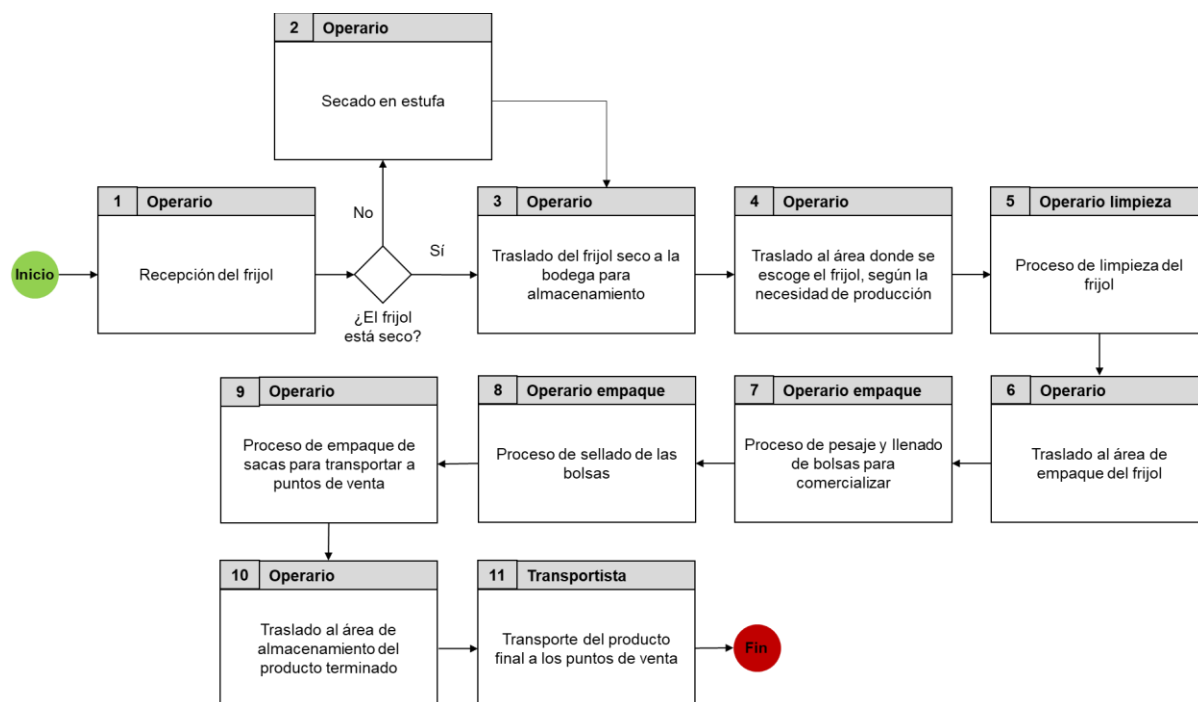 2 Operario
Secado en estufa
1 Operario
Recepción del frijol
Inicio
No
Sí
¿El frijol
está seco?
3 Operario
Traslado del frijol seco a la
bodega para
almacenamiento
4 Operario
Traslado al área donde se
escoge el frijol, según la
necesidad de producción
5 Operario limpieza
Proceso de limpieza del
frijol
6 Operario
Traslado al área de
empaque del frijol
7 Operario empaque
Proceso de pesaje y llenado
de bolsas para
comercializar
8 Operario empaque
Proceso de sellado de las
bolsas
9 Operario
Proceso de empaque de
sacas para transportar a
puntos de venta
10 Operario
Traslado al área de
almacenamiento del
producto terminado
11 Transportista
Transporte del producto
final a los puntos de venta
Fin